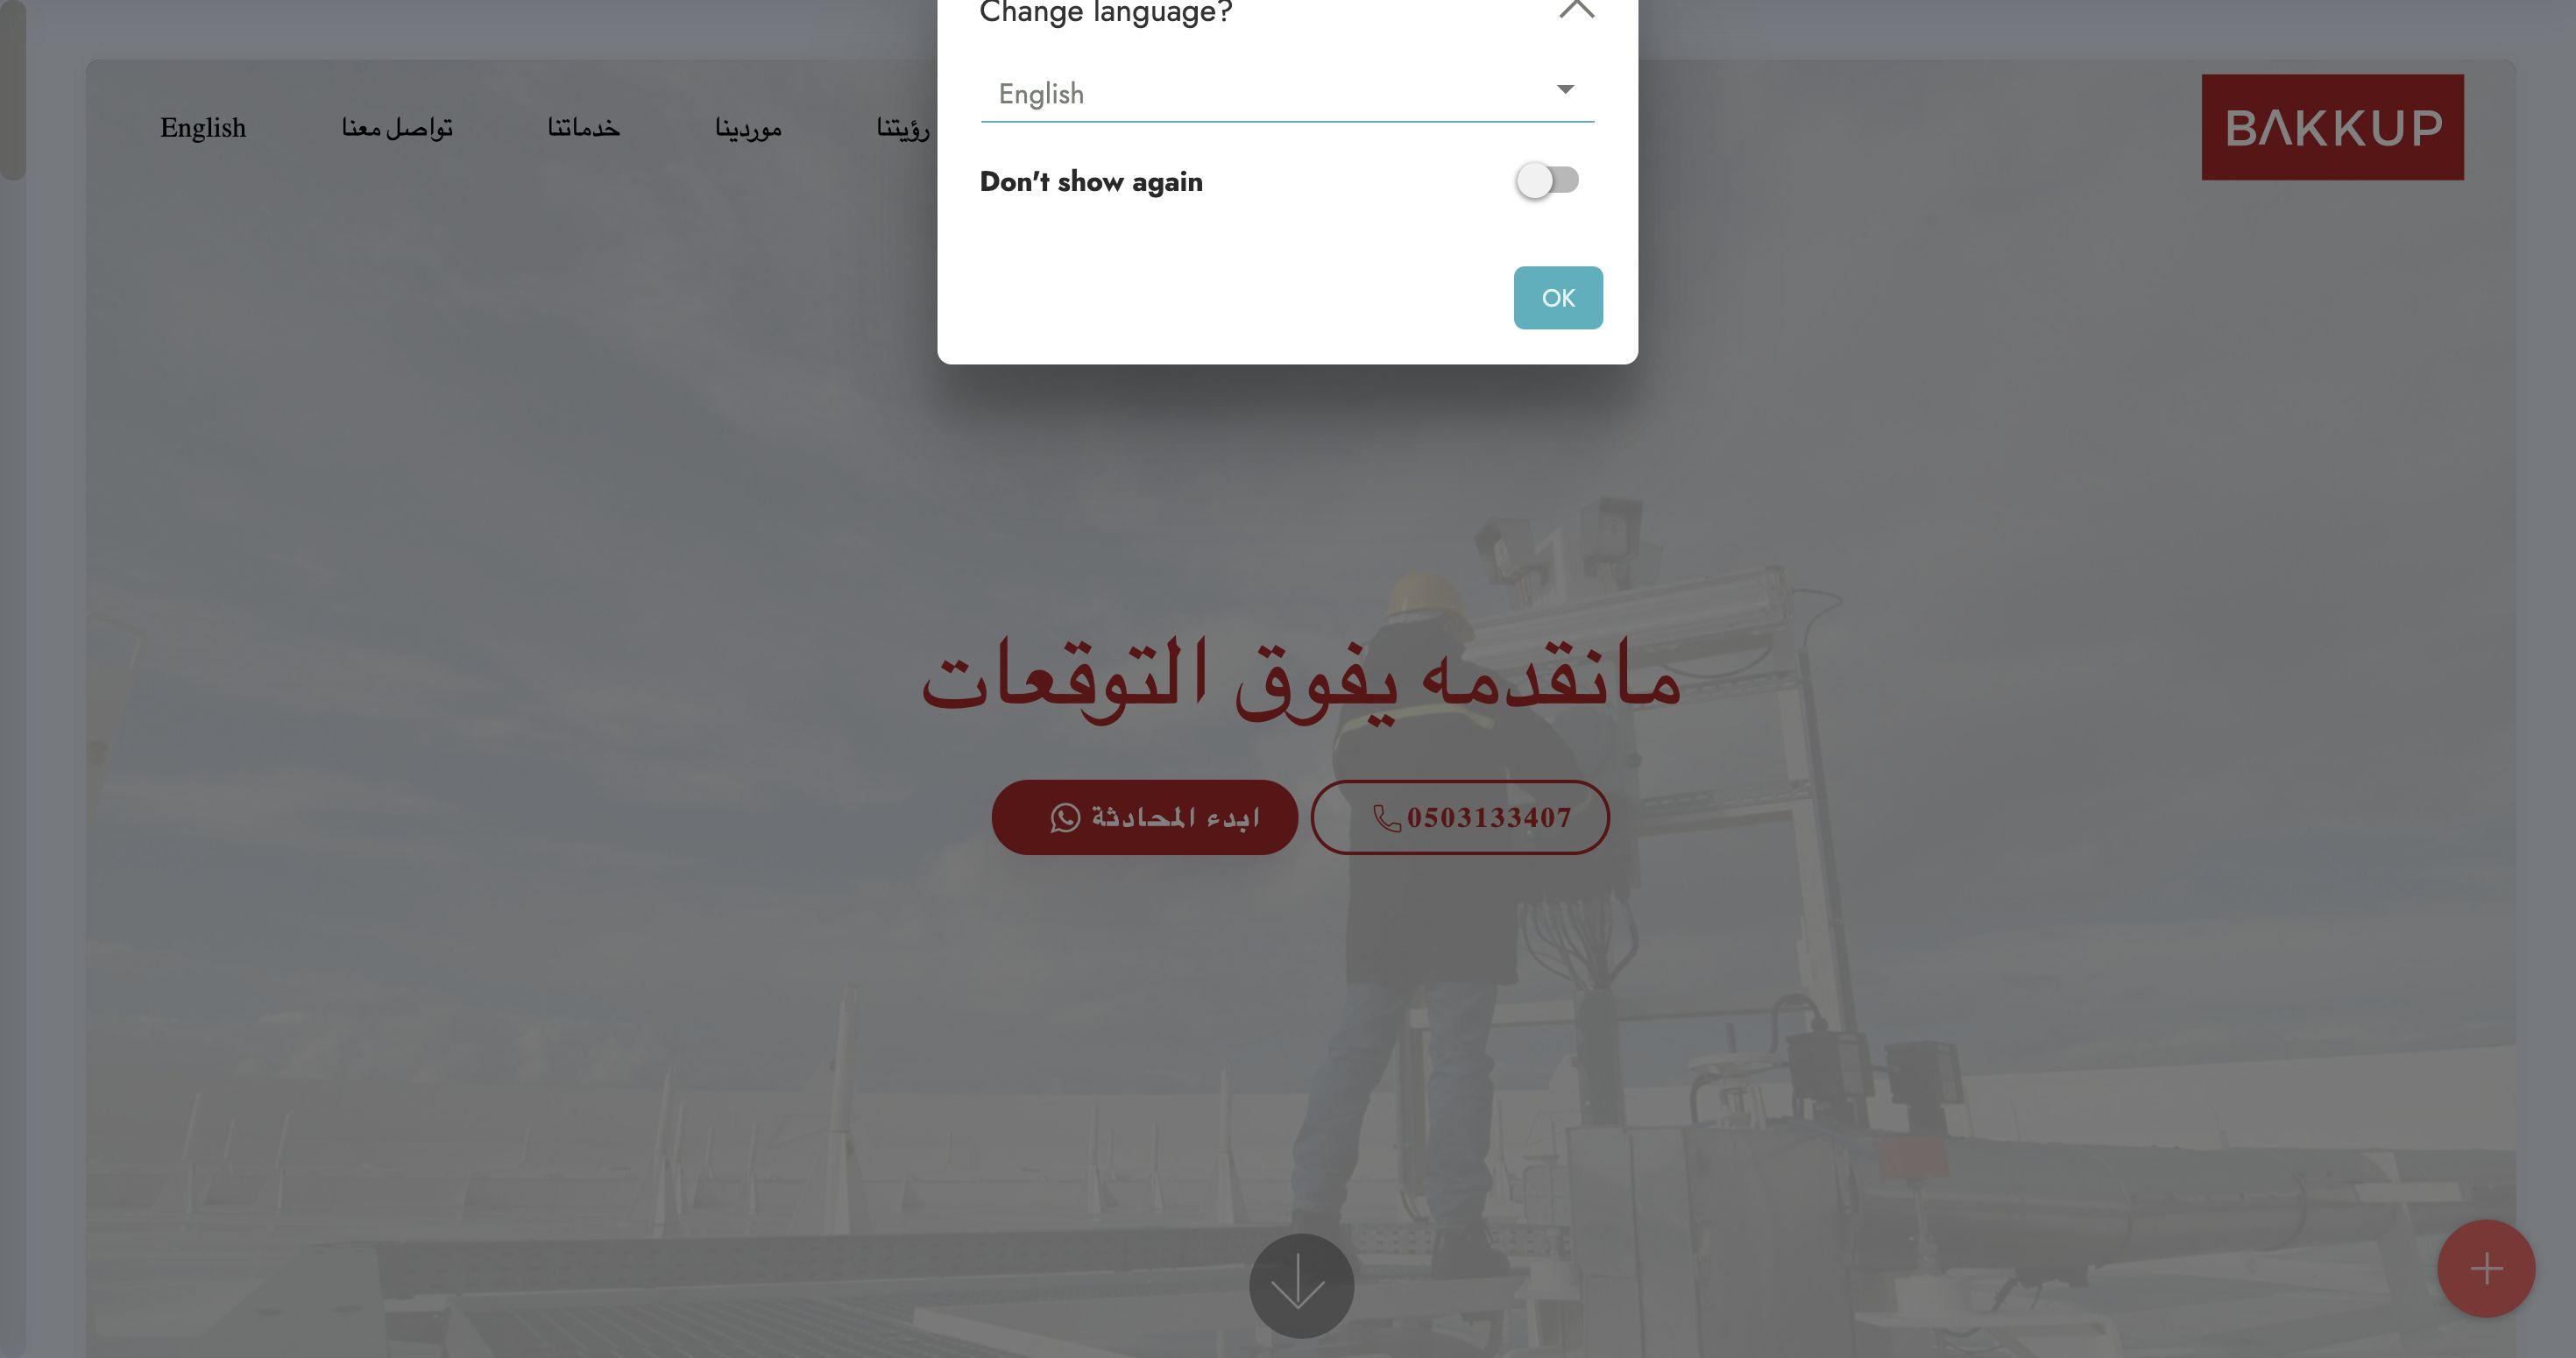 Change language?
English
Don't show again
OK
BAKKUP
رؤيتنا
موردينا
خدماتنا
تواصل معنا
English
مانقدمه يفوق التوقعات
0503133407
ابدء المحادثة